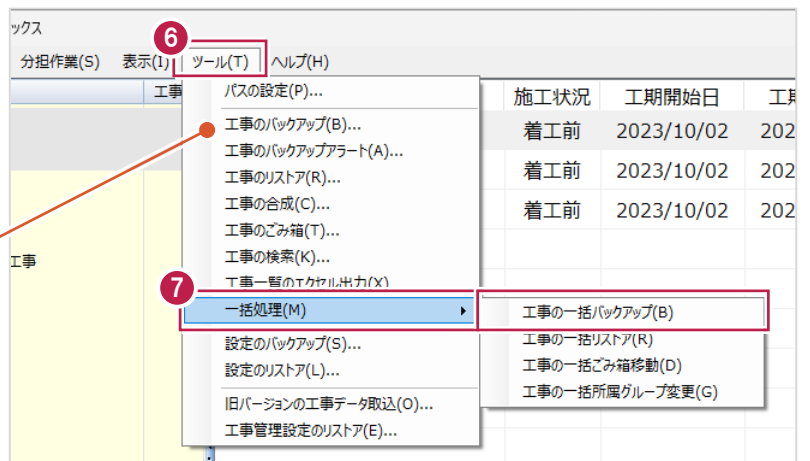 ックス
6
分担作業(S) 表示(I) ツール(T) ヘルプ(H)
工事 施工状況 工期開始日 工期
着工前 2023/10/02 202
着工前 2023/10/02 202
着工前 2023/10/02 202
工事
パスの設定(P)...
工事のバックアップ(B)...
工事のバックアップアラート(A)...
工事のリストア(R)...
工事の合成(C)...
工事のごみ箱(T)...
工事の検索(K)...
工事一覧のエクセル出力(X)
7
一括処理(M)
設定のバックアップ(S)...
設定のリストア(L)...
旧バージョンの工事データ取込(O)...
工事管理設定のリストア(E)...
工事の一括バックアップ(B)
工事の一括リストア(R)
工事の一括ごみ箱移動(D)
工事の一括所属グループ変更(G)